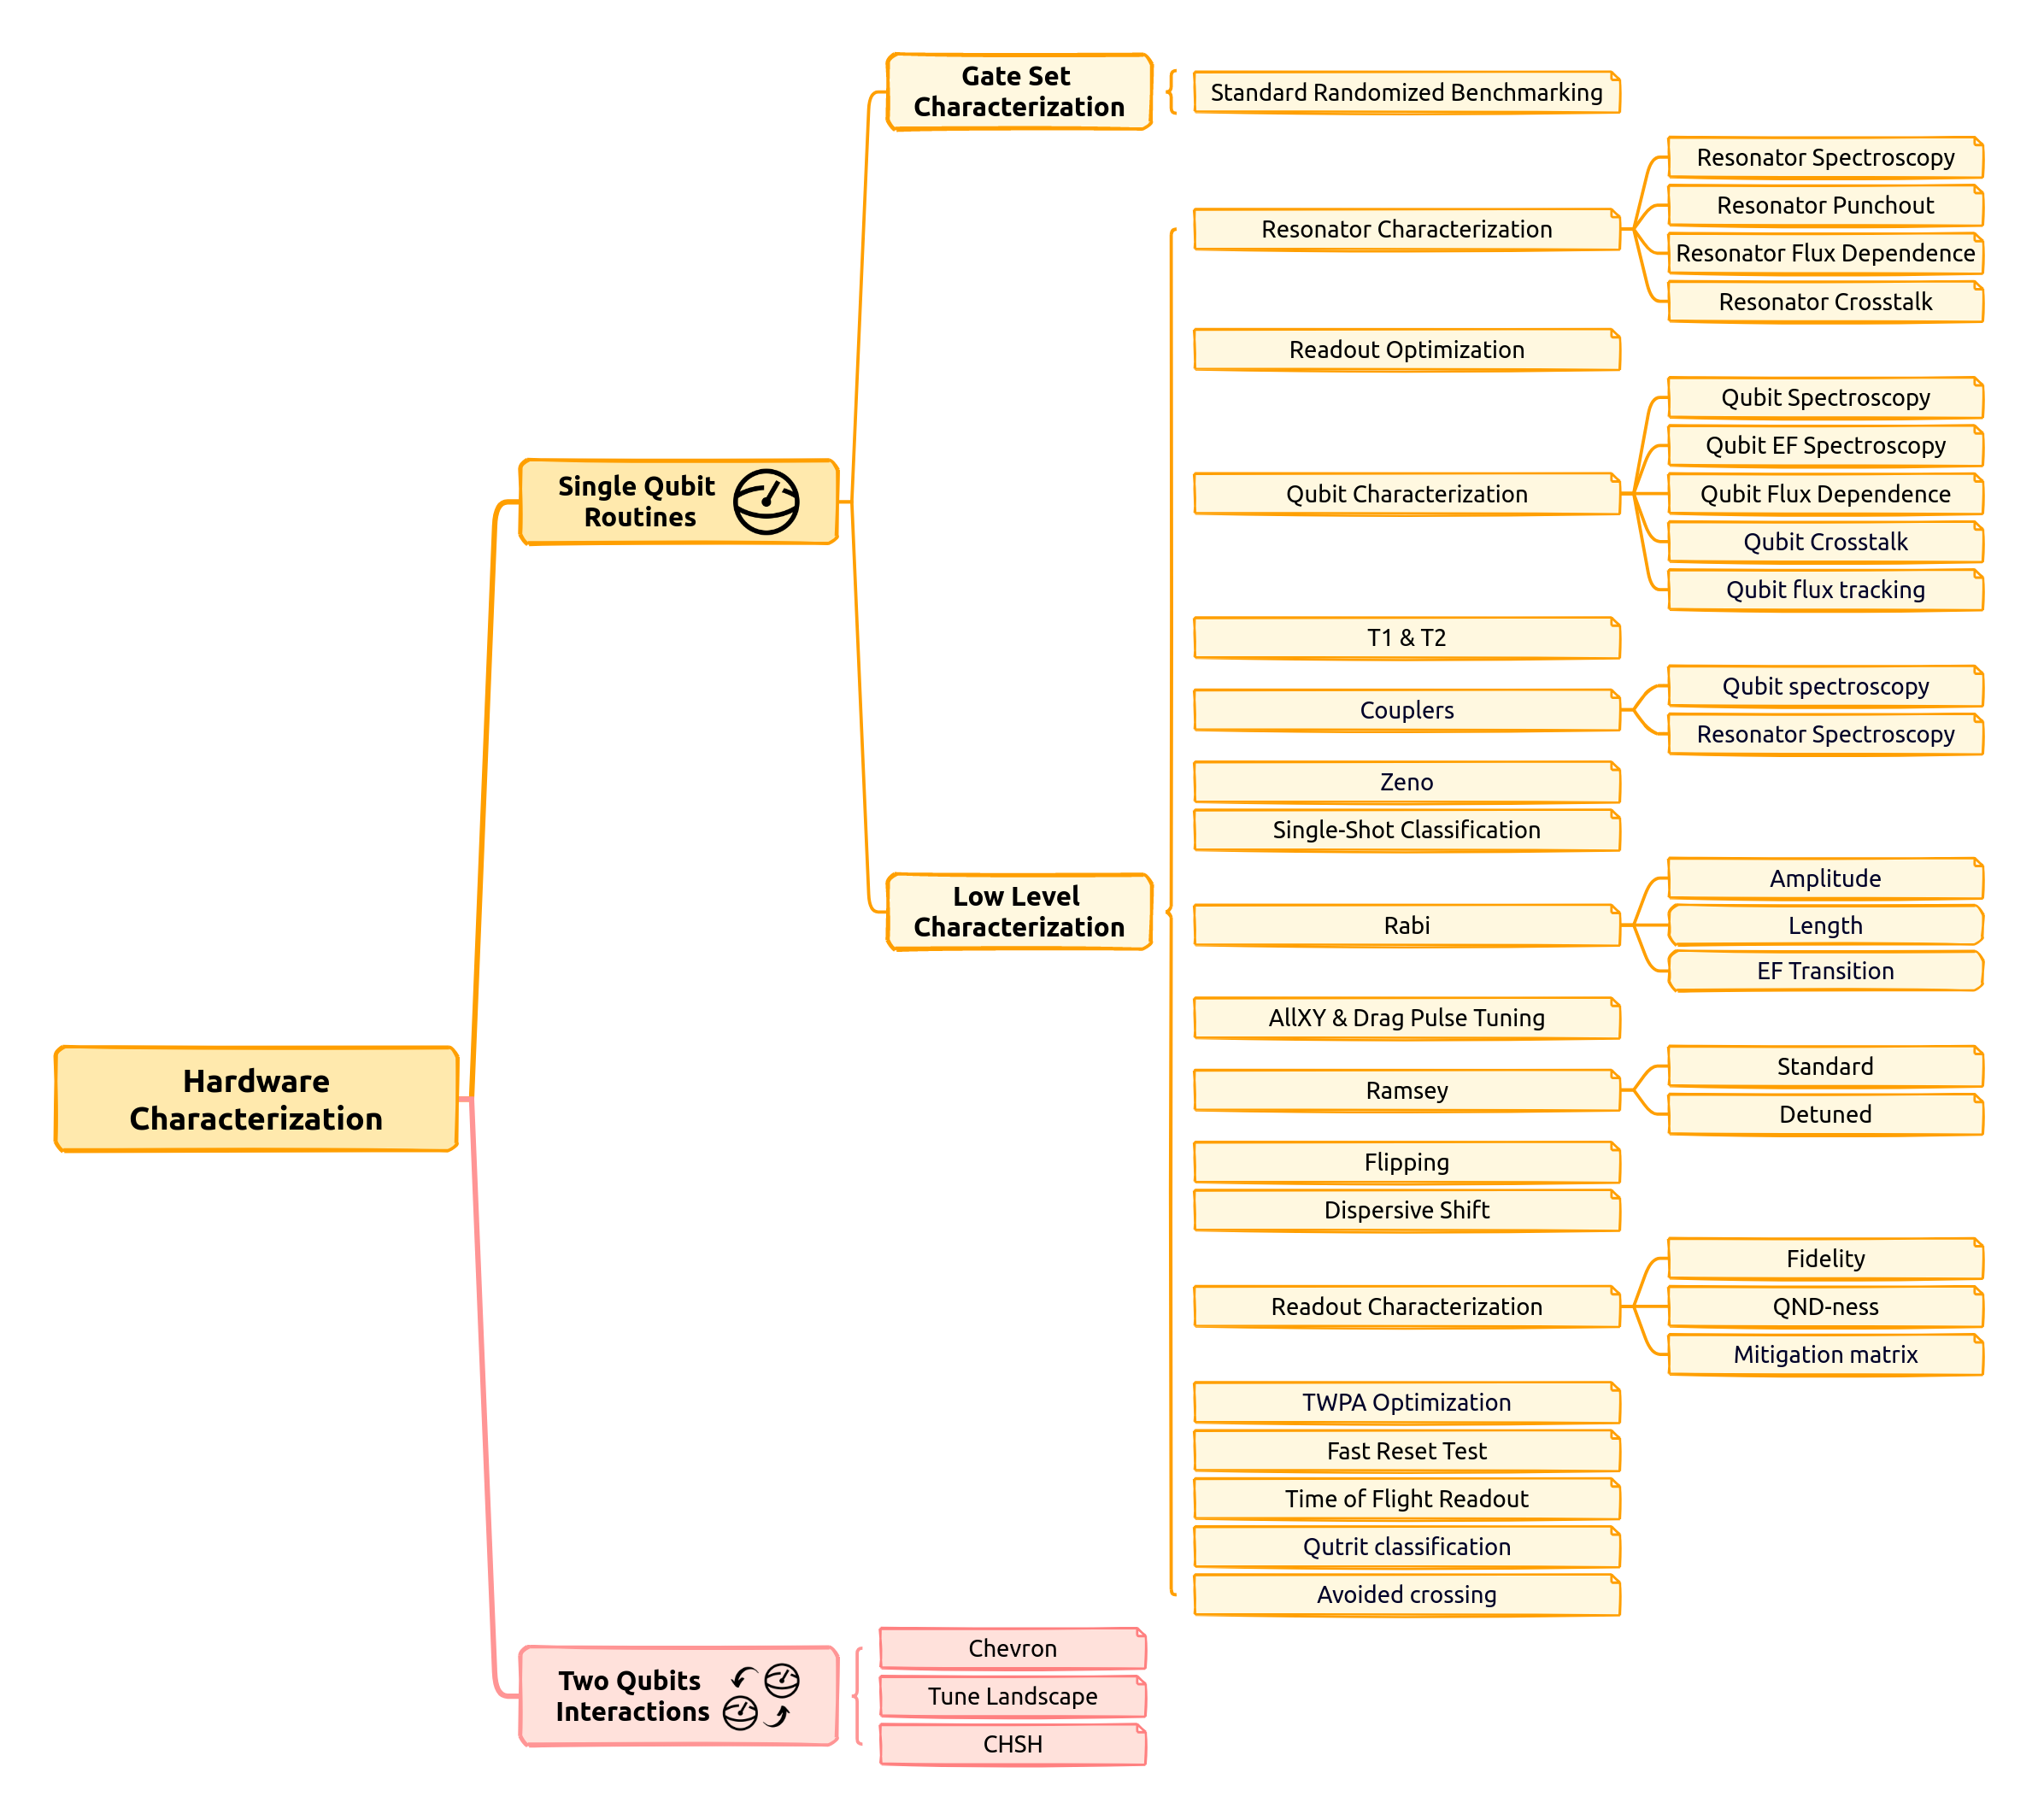 Gate Set
Characterization
Standard Randomized Benchmarking
Resonator Spectroscopy
Resonator Punchout
Resonator Characterization
Resonator Flux Dependence
Resonator Crosstalk
Readout Optimization
Qubit Spectroscopy
Qubit EF Spectroscopy
Single Qubit
Routines
Qubit Characterization
Qubit Flux Dependence
Qubit Crosstalk
Qubit flux tracking
T1 & T2
Qubit spectroscopy
Couplers
Resonator Spectroscopy
Zeno
Single-Shot Classification
Low Level
Characterization
Amplitude
Rabi
Length
EF Transition
AllXY & Drag Pulse Tuning
Hardware
Characterization
Standard
Ramsey
Detuned
Flipping
Dispersive Shift
Fidelity
Readout Characterization
QND-ness
Mitigation matrix
TWPA Optimization
Fast Reset Test
Time of Flight Readout
Qutrit classification
Avoided crossing
Two Qubits
Interactions
Chevron
Tune Landscape
CHSH